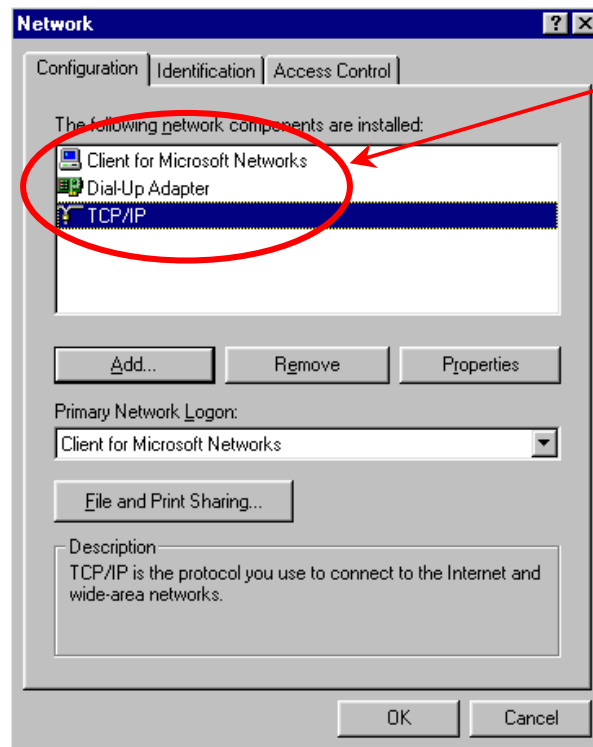 Network
Configuration Identification Access Control
The following network components are installed:
Client for Microsoft Networks
Dial-Up Adapter
TCP/IP
Add... Remove Properties
Primary Network Logon:
Client for Microsoft Networks
File and Print Sharing...
Description
TCP/IP is the protocol you use to connect to the Internet and
wide-area networks.
OK Cancel